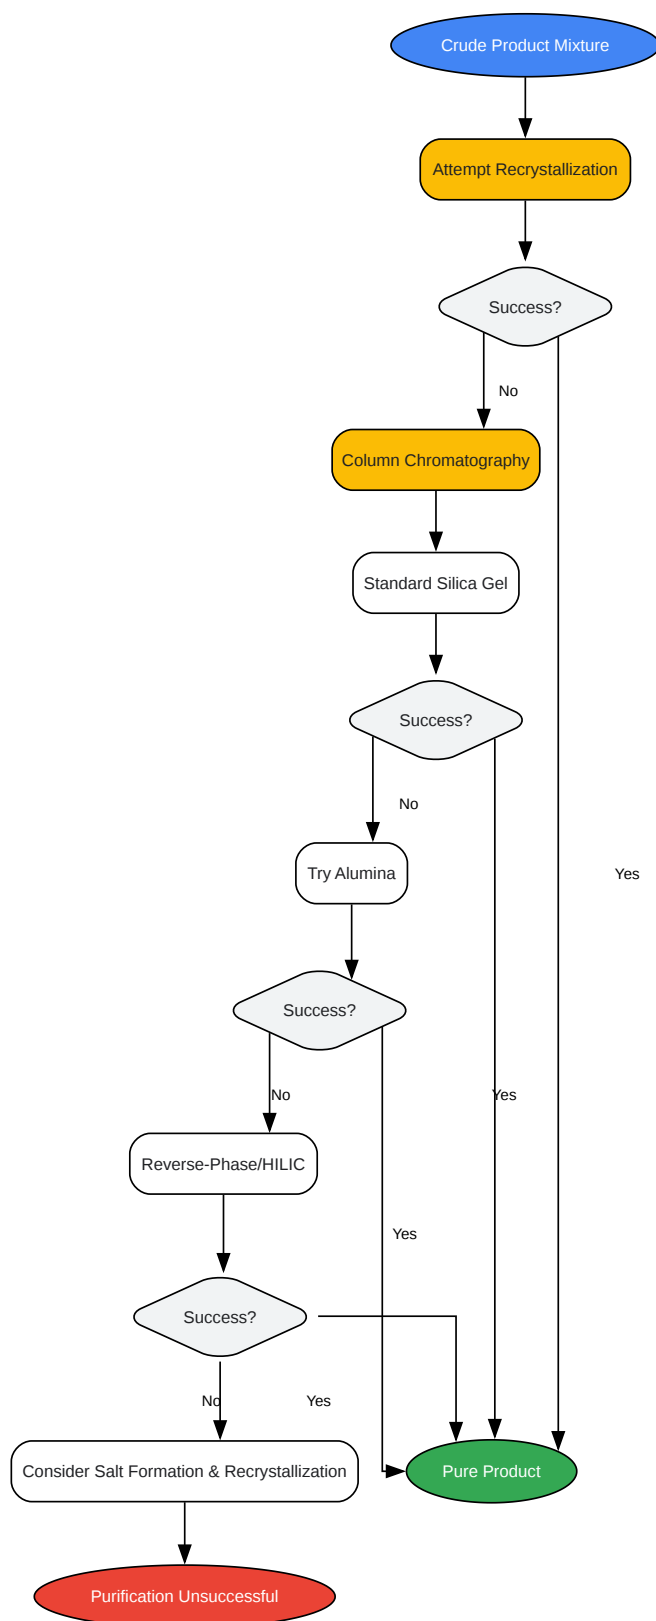 Crude Product Mixture
Attempt Recrystallization
Success?
No
Column Chromatography
Standard Silica Gel
Success?
No
Try Alumina
Yes
Success?
No
Yes
Reverse-Phase/HILIC
Yes
Success?
No
Yes
Consider Salt Formation & Recrystallization
Pure Product
Purification Unsuccessful